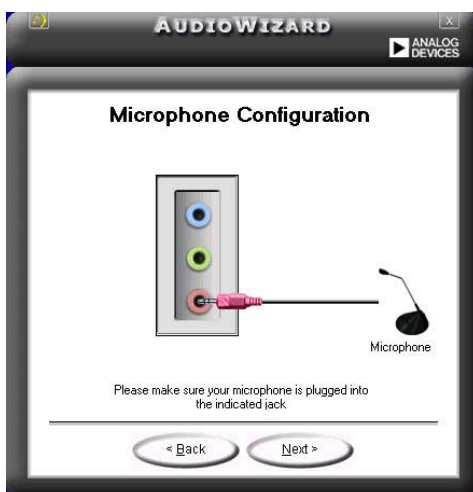 AUDIOWIZARD
X
ANALOG
DEVICES
Microphone Configuration
Microphone
Please make sure your microphone is plugged into
the indicated jack
< Back
Next >